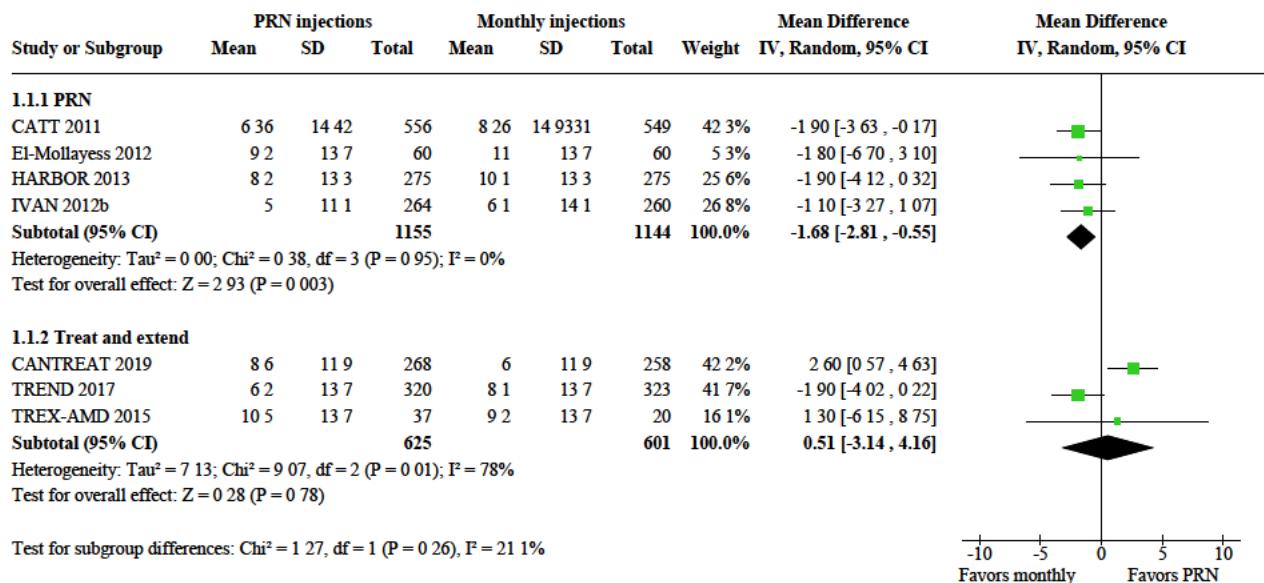 PRN injections Monthly injections Mean Difference Mean Difference
Study or Subgroup Mean SD Total Mean SD Total Weight IV, Random, 95% CI IV, Random, 95% CI
1.1.1 PRN
CATT 2011 6 36 14 42 556 8 26 14 9331 549 42 3% -1 90 [-3 63 , -0 17]
El-Mollayess 2012 9 2 13 7 60 11 13 7 60 5 3% -1 80 [-6 70 , 3 10]
HARBOR 2013 8 2 13 3 275 10 1 13 3 275 25 6% -1 90 [-4 12 , 0 32]
IVAN 2012b 5 11 1 264 6 1 14 1 260 26 8% -1 10 [-3 27 , 1 07]
Subtotal (95% CI) 1155 1144 100.0% -1.68 [-2.81 , -0.55]
Heterogeneity: Tau² = 0 00; Chi² = 0 38, df = 3 (P = 0 95); I² = 0%
Test for overall effect: Z = 2 93 (P = 0 003)
1.1.2 Treat and extend
CANTREAT 2019 8 6 11 9 268 6 11 9 258 42 2% 2 60 [0 57 , 4 63]
TREND 2017 6 2 13 7 320 8 1 13 7 323 41 7% -1 90 [-4 02 , 0 22]
TREX-AMD 2015 10 5 13 7 37 9 2 13 7 20 16 1% 1 30 [-6 15 , 8 75]
Subtotal (95% CI) 625 601 100.0% 0.51 [-3.14 , 4.16]
Heterogeneity: Tau² = 7 13; Chi² = 9 07, df = 2 (P = 0 01); I² = 78%
Test for overall effect: Z = 0 28 (P = 0 78)
Test for subgroup differences: Chi² = 1 27, df = 1 (P = 0 26), I² = 21 1%
-10 -5 0 5 10
Favors monthly Favors PRN